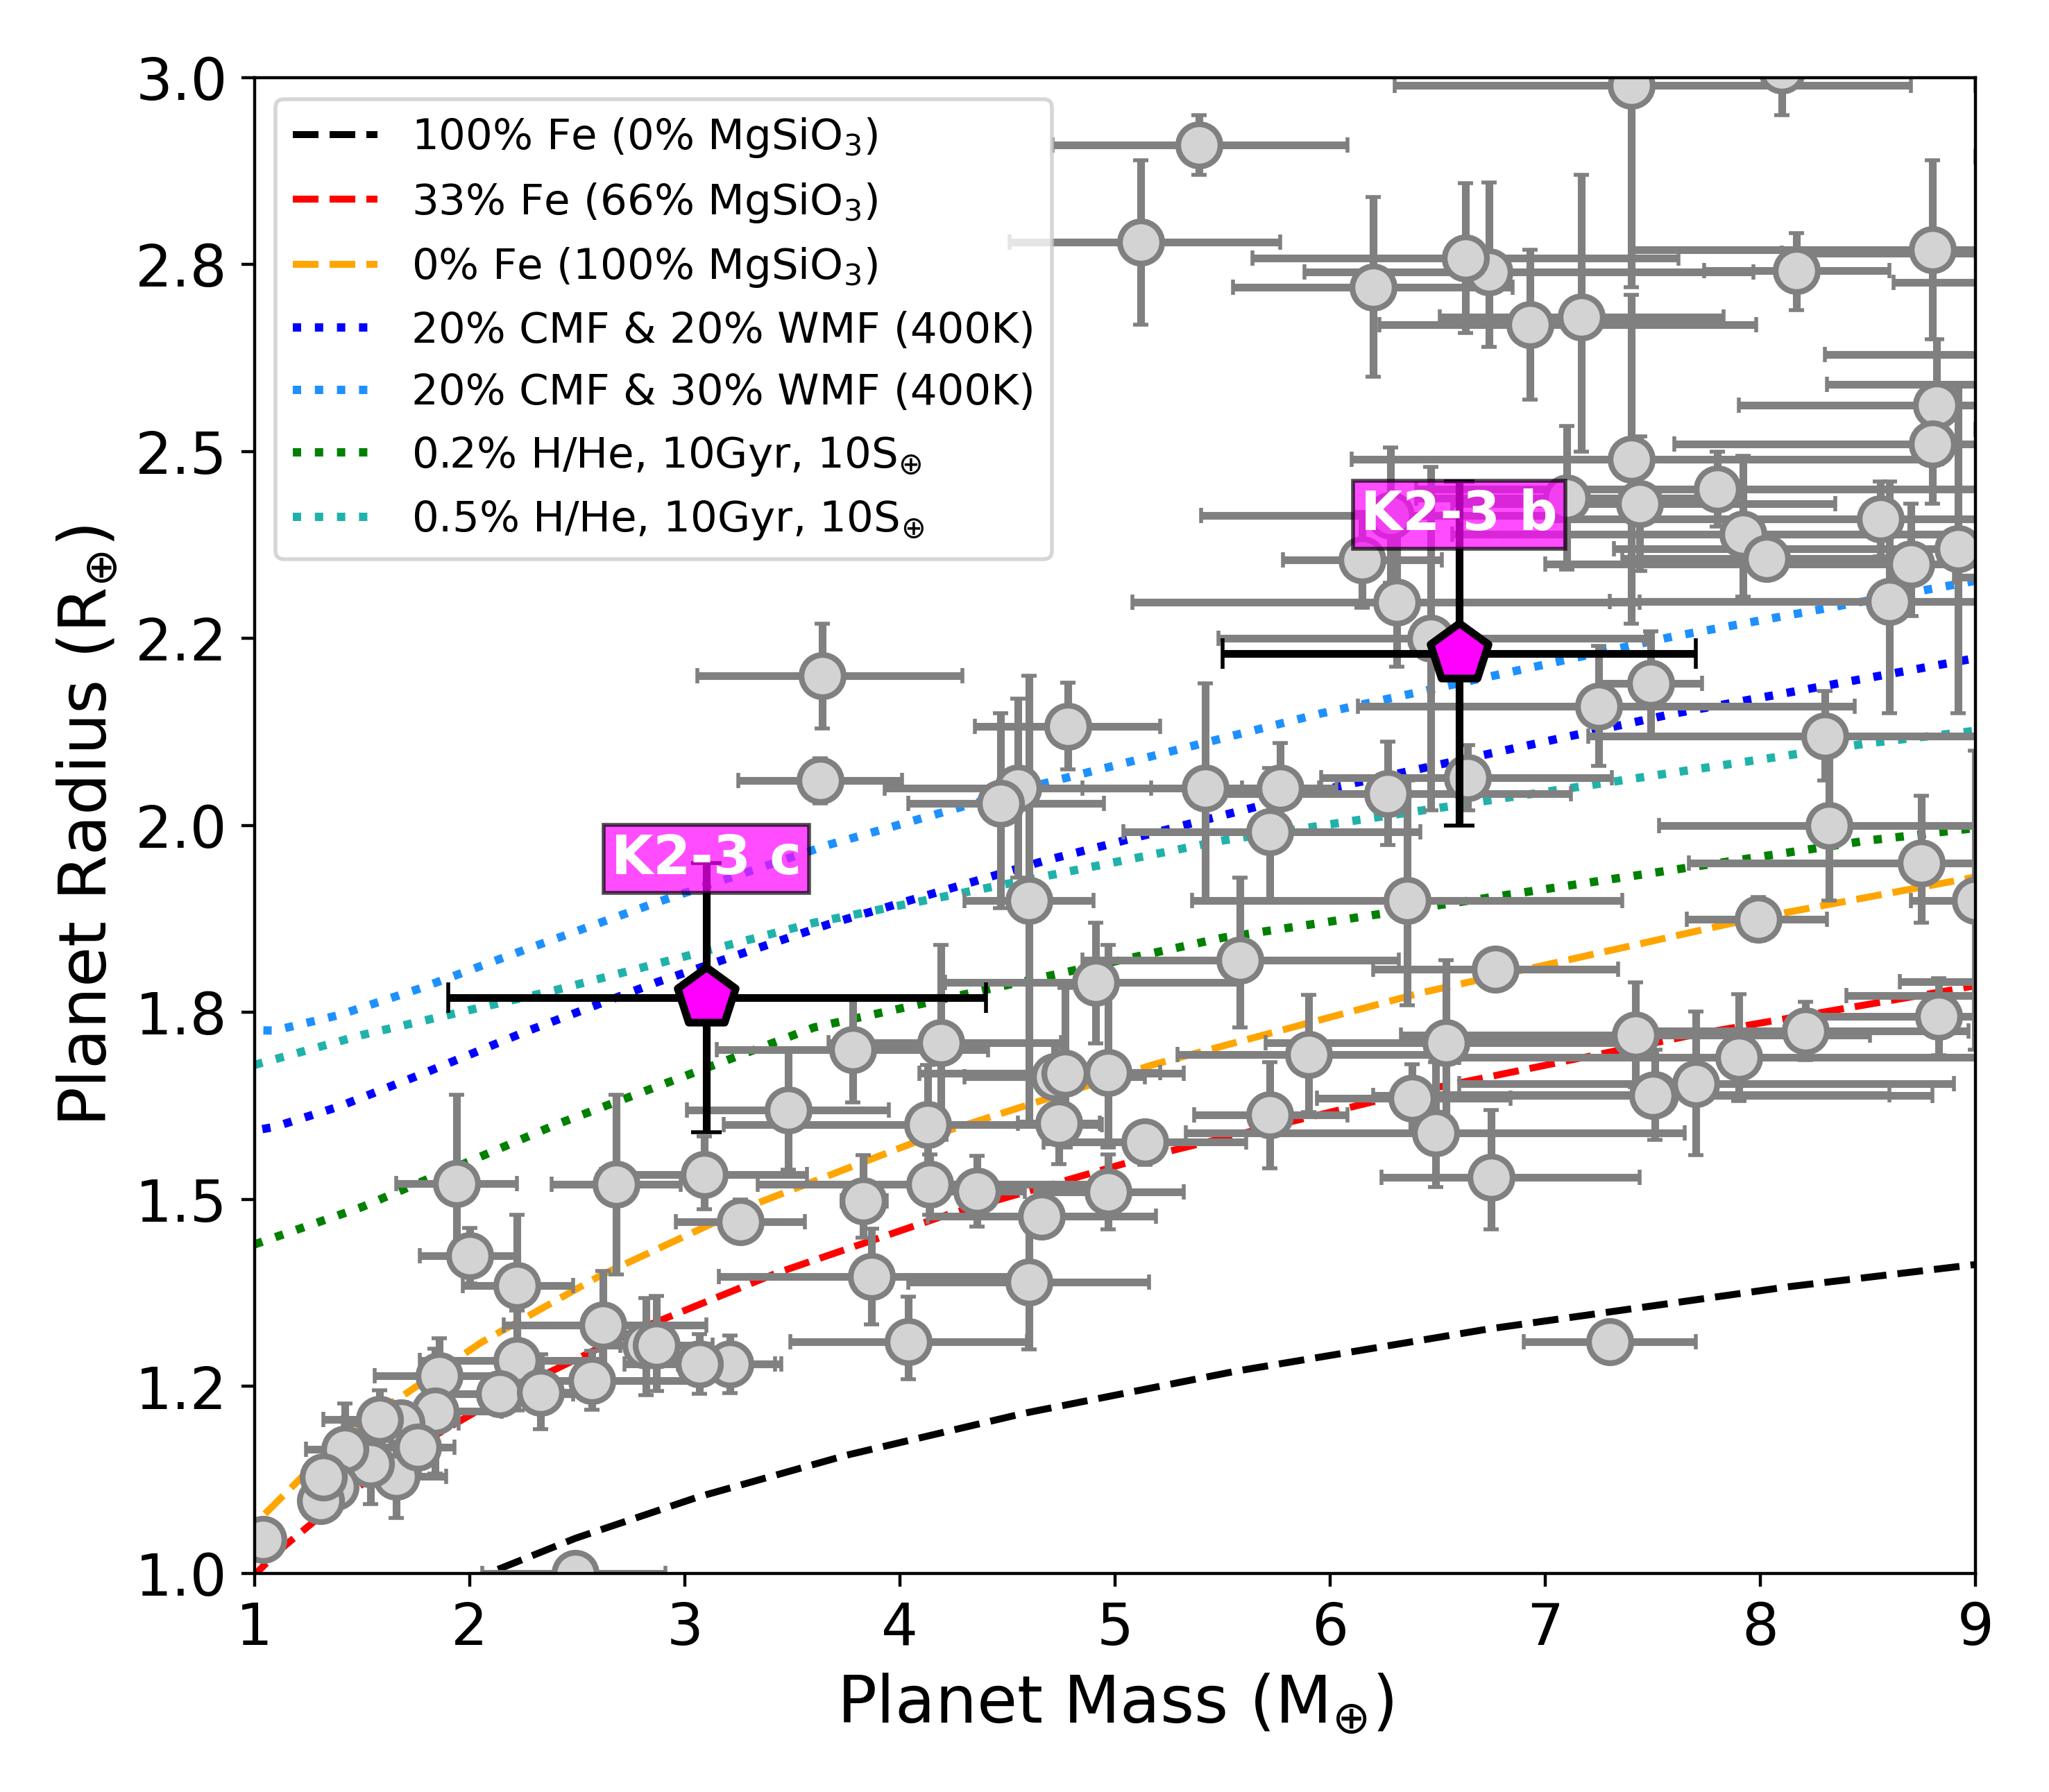 3.0
2.8
2.5
2.2
2.0
1.8
1.5
1.2
1.0
Planet Radius (R⊕)
100% Fe (0% MgSiO₃)
33% Fe (66% MgSiO₃)
0% Fe (100% MgSiO₃)
20% CMF & 20% WMF (400K)
20% CMF & 30% WMF (400K)
0.2% H/He, 10Gyr, 10S⊕
0.5% H/He, 10Gyr, 10S⊕
K2-3 b
K2-3 c
1 2 3 4 5 6 7 8 9
Planet Mass (M⊕)